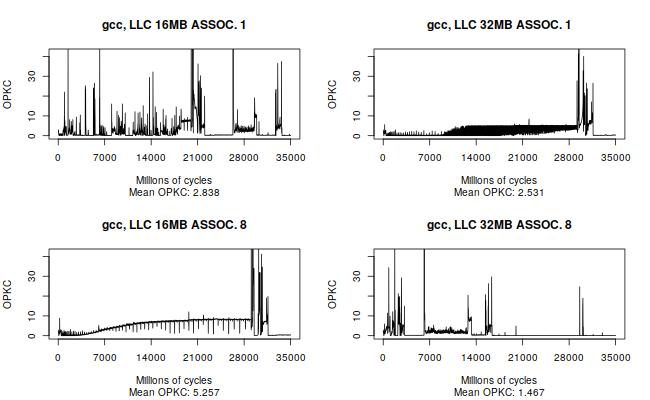 gcc, LLC 16MB ASSOC. 1
OPKC
30
10
0
0 7000 14000 21000 28000 35000
Millions of cycles
Mean OPKC: 2.838
gcc, LLC 32MB ASSOC. 1
OPKC
30
10
0
0 7000 14000 21000 28000 35000
Millions of cycles
Mean OPKC: 2.531
gcc, LLC 16MB ASSOC. 8
OPKC
30
10
0
0 7000 14000 21000 28000 35000
Millions of cycles
Mean OPKC: 5.257
gcc, LLC 32MB ASSOC. 8
OPKC
30
10
0
0 7000 14000 21000 28000 35000
Millions of cycles
Mean OPKC: 1.467